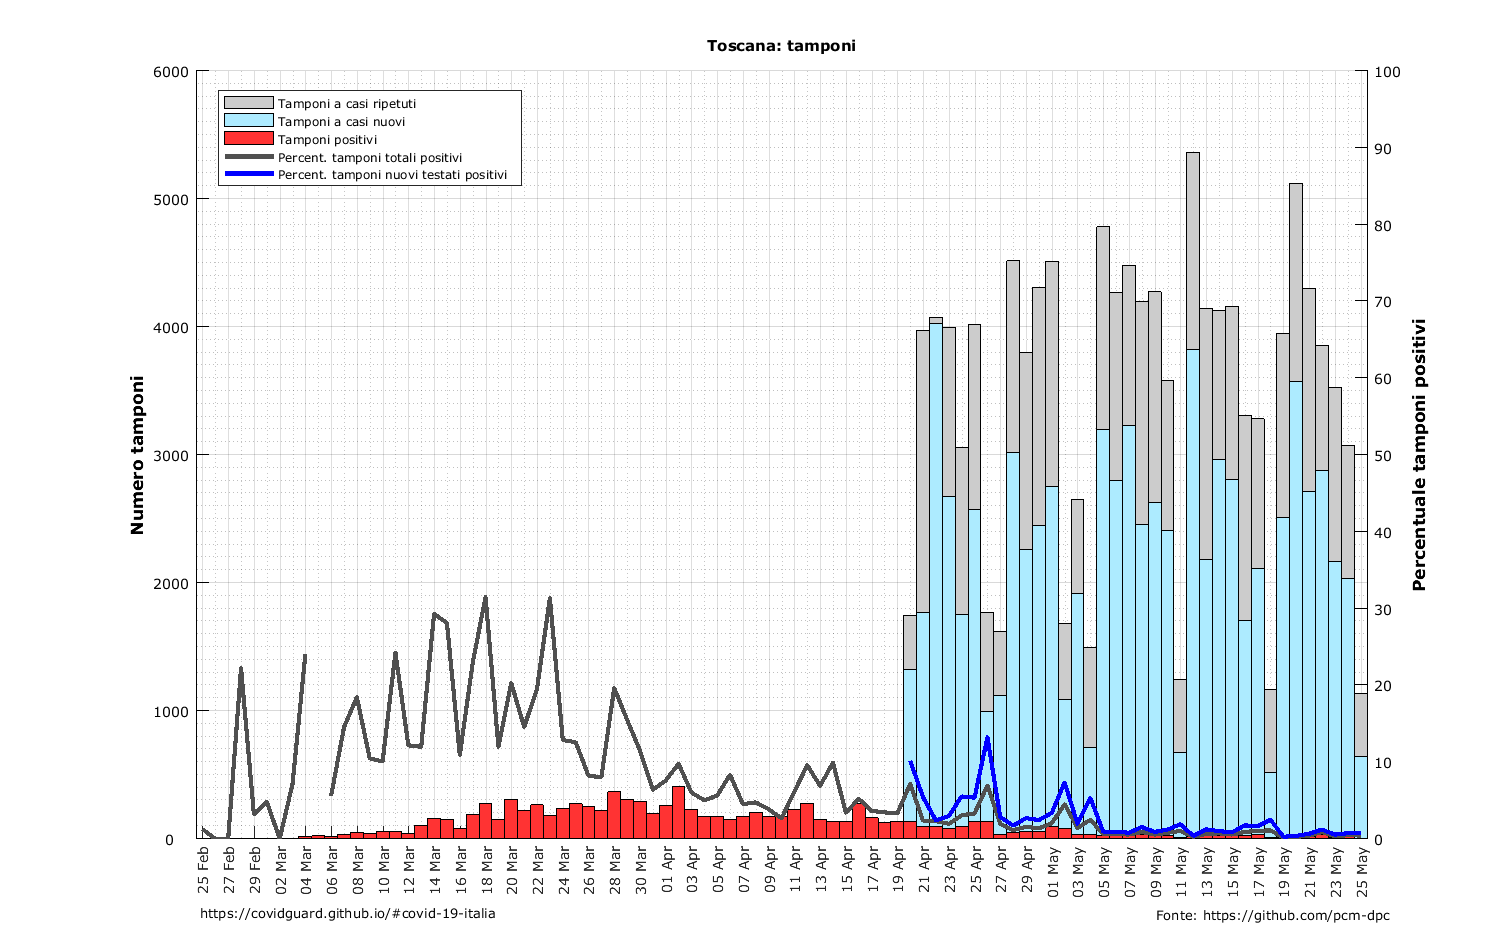 Toscana: tamponi
6000
5000
4000
3000
2000
1000
0
Numero tamponi
Tamponi a casi ripetuti
Tamponi a casi nuovi
Tamponi positivi
Percent. tamponi totali positivi
Percent. tamponi nuovi testati positivi
100
90
80
70
60
50
40
30
20
10
0
Percentuale tamponi positivi
25 Feb
27 Feb
29 Feb
02 Mar
04 Mar
06 Mar
08 Mar
10 Mar
12 Mar
14 Mar
16 Mar
18 Mar
20 Mar
22 Mar
24 Mar
26 Mar
28 Mar
30 Mar
01 Apr
03 Apr
05 Apr
07 Apr
09 Apr
11 Apr
13 Apr
15 Apr
17 Apr
19 Apr
21 Apr
23 Apr
25 Apr
27 Apr
29 Apr
01 May
03 May
05 May
07 May
09 May
11 May
13 May
15 May
17 May
19 May
21 May
23 May
25 May
https://covidguard.github.io/#covid-19-italia
Fonte: https://github.com/pcm-dpc